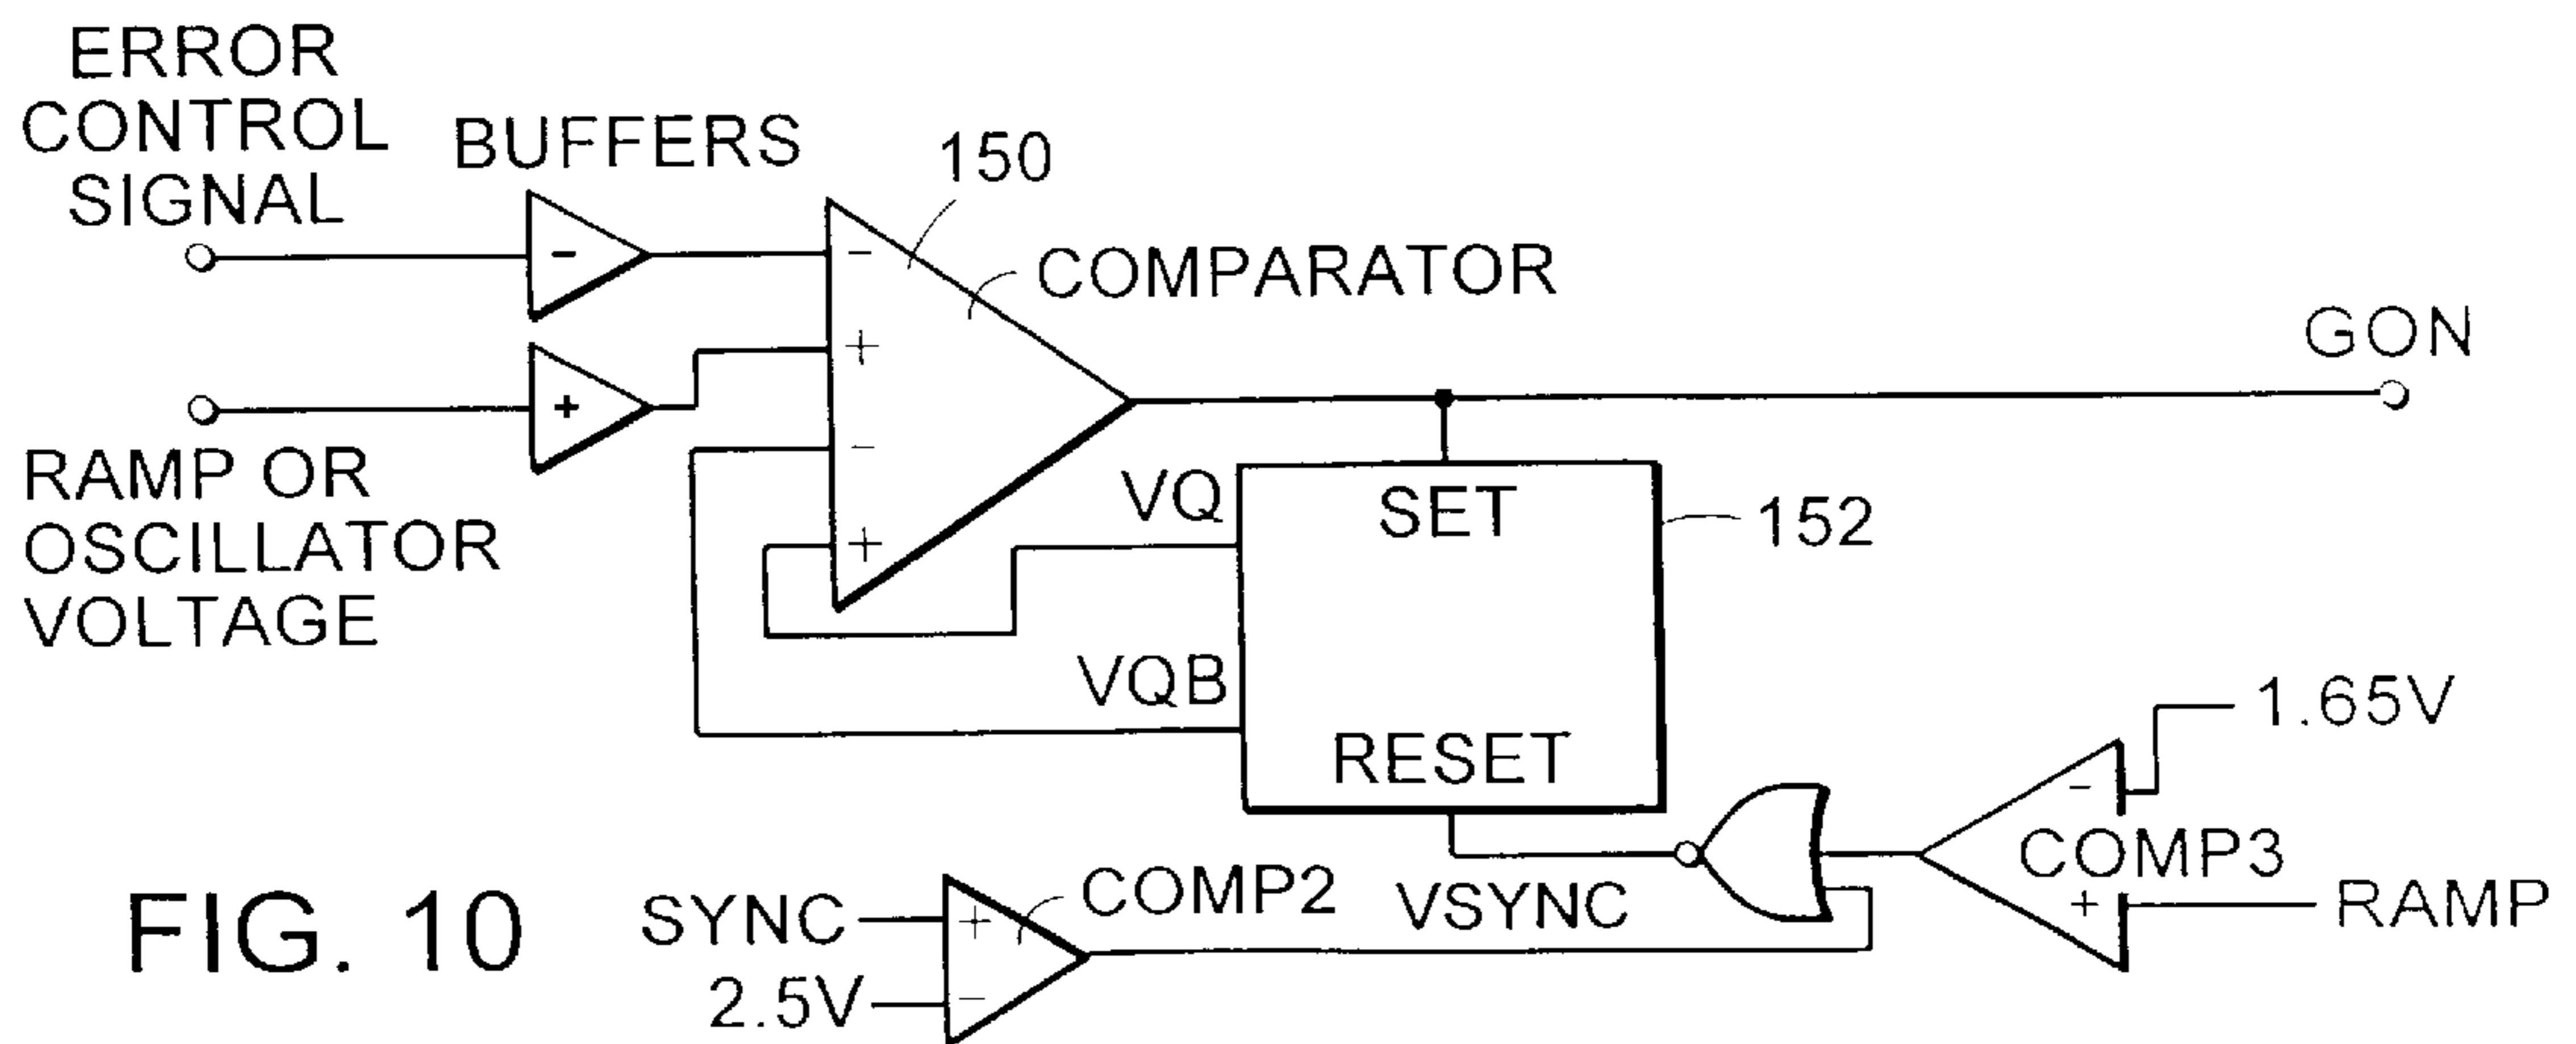 ERROR
CONTROL
SIGNAL
BUFFERS
150
COMPARATOR
GON
-
+
-
+
-
+
RAMP OR
OSCILLATOR
VOLTAGE
VQ
SET
152
VQB
RESET
1.65V
-
COMP3
+
RAMP
VSYNC
COMP2
SYNC
+
2.5V
-
FIG. 10